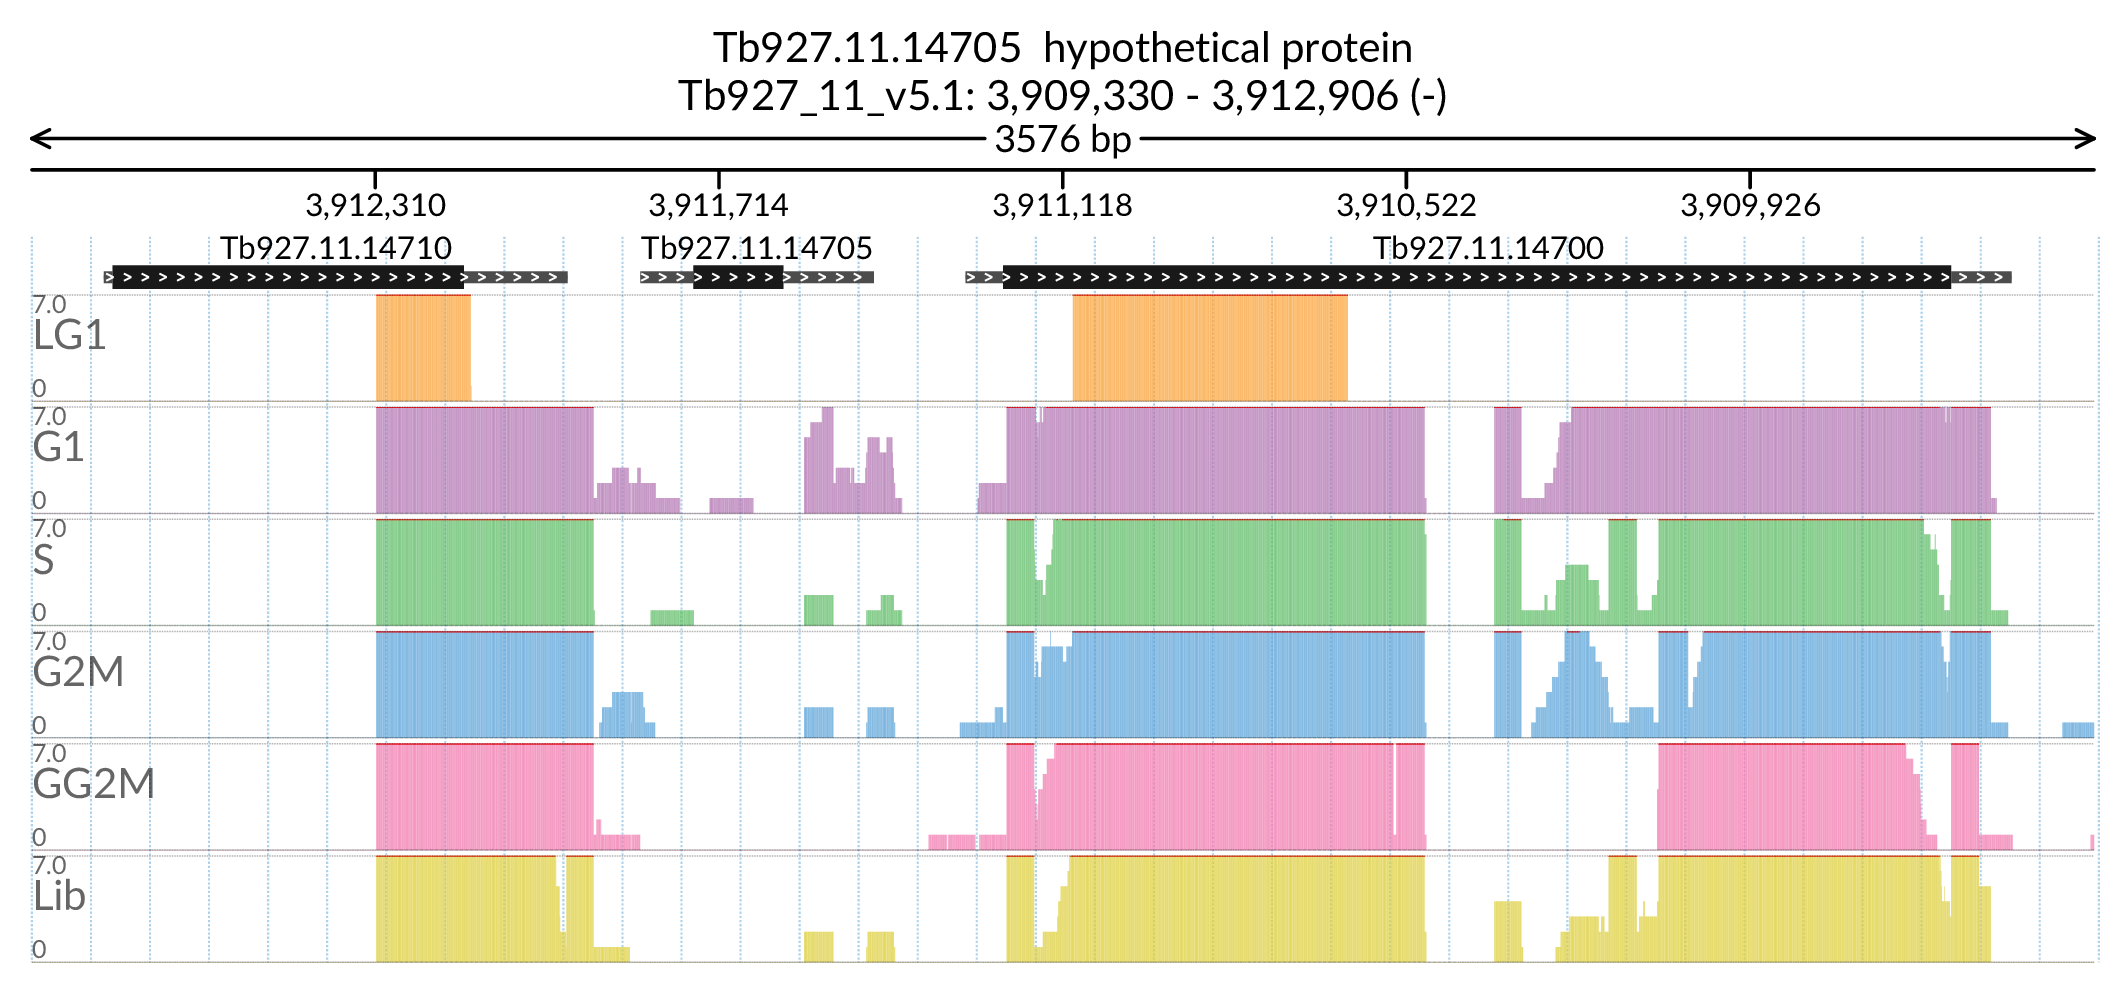 Tb927.11.14705 hypothetical protein
Tb927_11_v5.1: 3,909,330 - 3,912,906 (-)
3576 bp
3,912,310 3,911,714 3,911,118 3,910,522 3,909,926
Tb927.11.14710 Tb927.11.14705 Tb927.11.14700
7.0
LG1
0
7.0
G1
0
7.0
S
0
7.0
G2M
0
7.0
GG2M
0
7.0
Lib
0